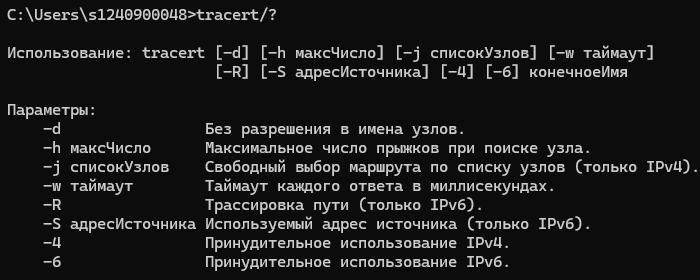 C:\Users\s1240900048>tracert/?
Использование: tracert [-d] [-h максЧисло] [-j списокУзлов] [-w таймаут]
[-R] [-S адресИсточника] [-4] [-6] конечноеИмя
Параметры:
-d Без разрешения в имена узлов.
-h максЧисло Максимальное число прыжков при поиске узла.
-j списокУзлов Свободный выбор маршрута по списку узлов (только IPv4).
-w таймаут Таймаут каждого ответа в миллисекундах.
-R Трассировка пути (только IPv6).
-S адресИсточника Используемый адрес источника (только IPv6).
-4 Принудительное использование IPv4.
-6 Принудительное использование IPv6.